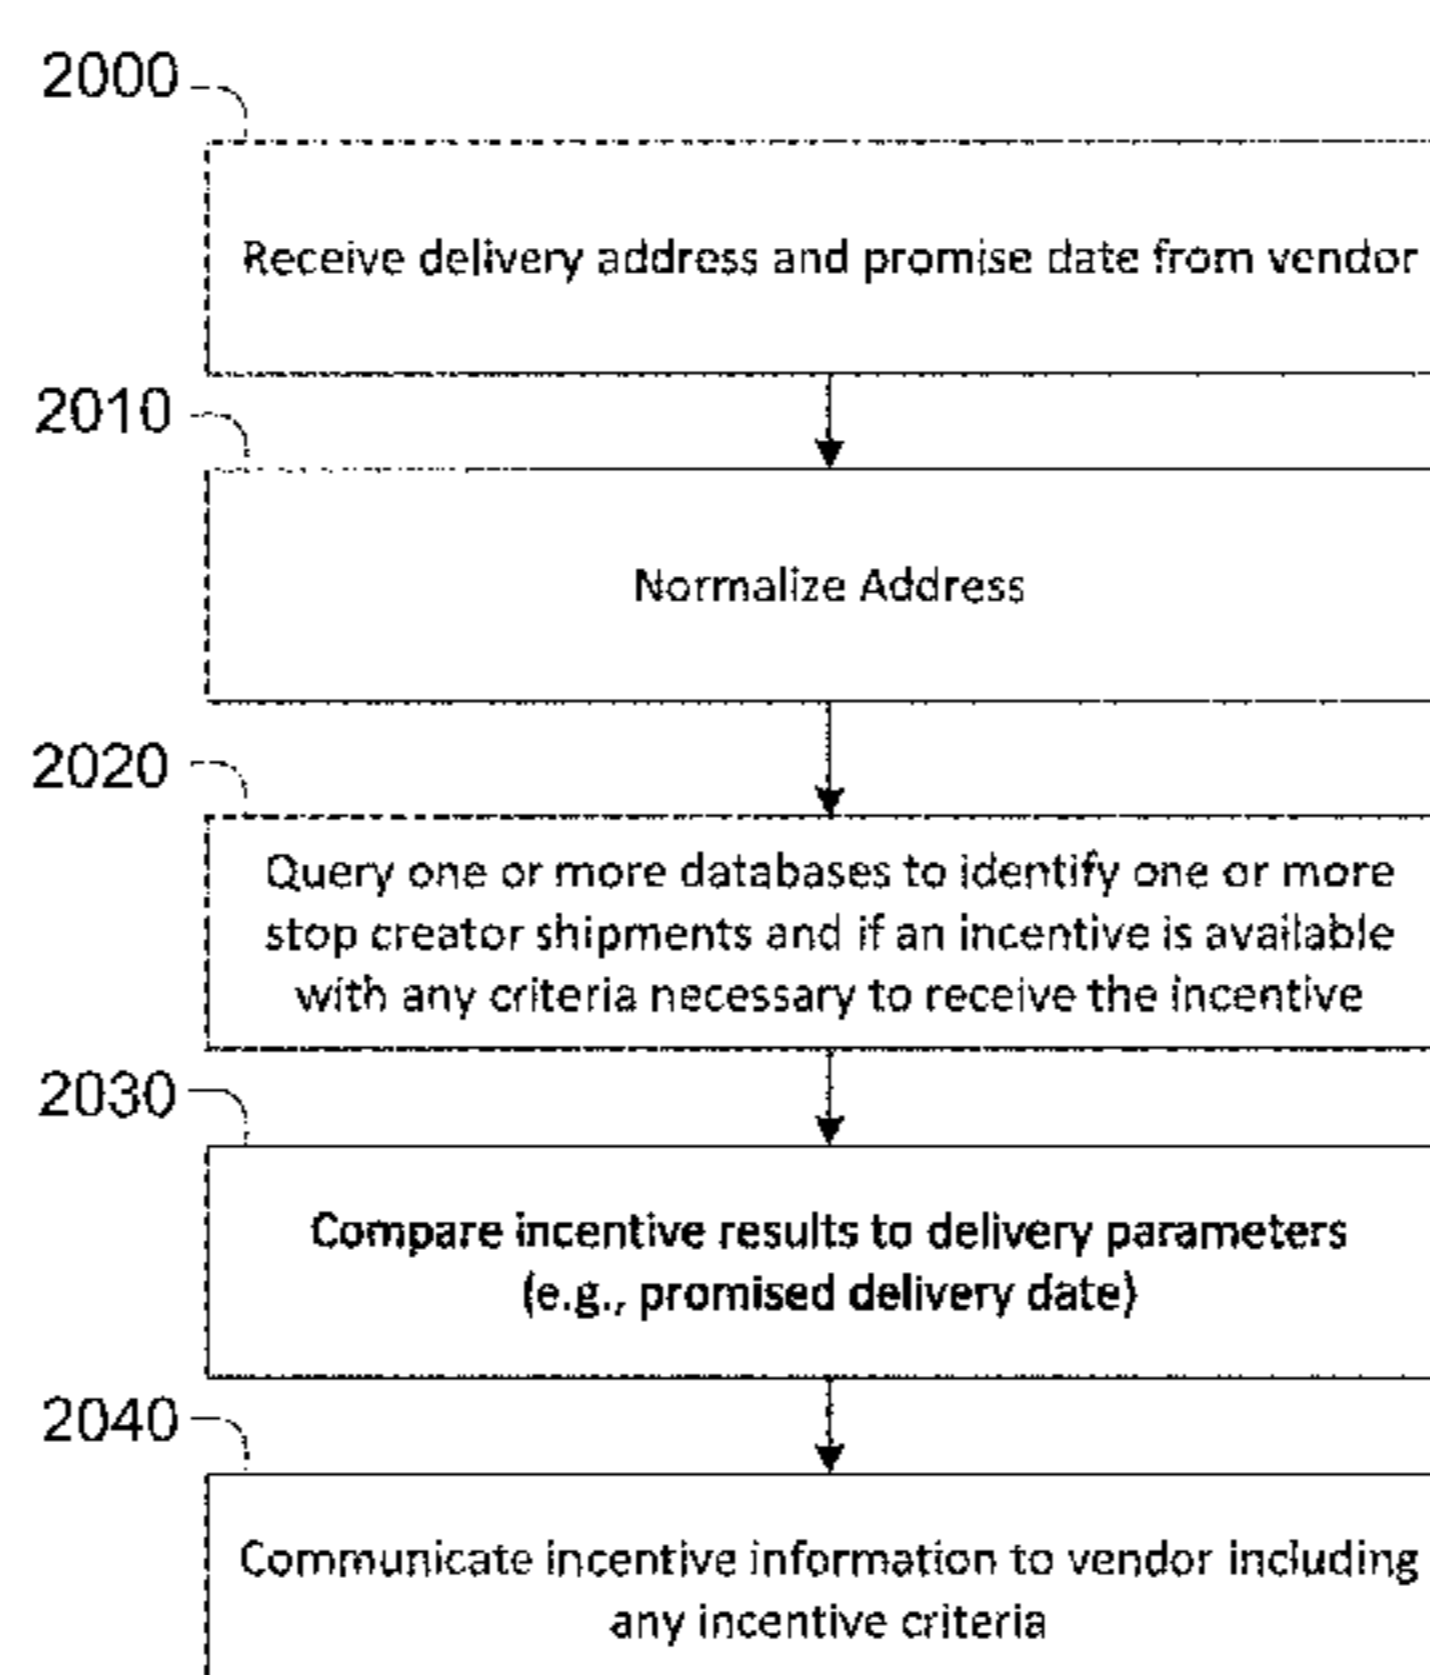 2000
Receive delivery address and promise date from vendor
2010
Normalize Address
2020
Query one or more databases to identify one or more
stop creator shipments and if an incentive is available
with any criteria necessary to receive the incentive
2030
Compare incentive results to delivery parameters
(e.g., promised delivery date)
2040
Communicate incentive information to vendor including
any incentive criteria